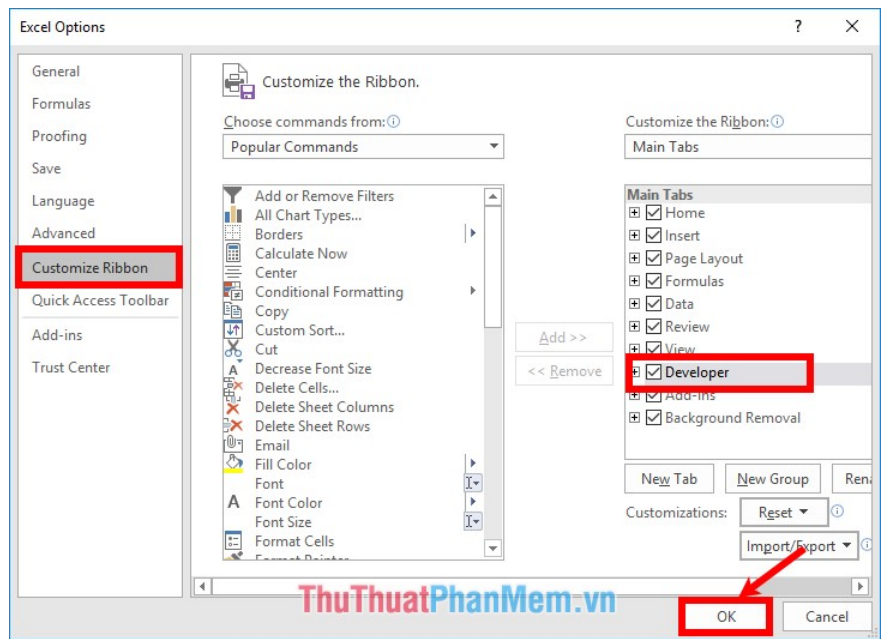 Excel Options
?
General
Formulas
Proofing
Save
Language
Advanced
Customize Ribbon
Quick Access Toolbar
Add-ins
Trust Center
Customize the Ribbon.
Choose commands from:
Popular Commands
Add or Remove Filters
All Chart Types...
Borders
Calculate Now
Center
Conditional Formatting
Copy
Custom Sort...
Cut
Decrease Font Size
Delete Cells...
Delete Sheet Columns
Delete Sheet Rows
Email
Fill Color
Font
Font Color
Font Size
Format Cells
Format Painter
Add >>
<< Remove
Customize the Ribbon:
Main Tabs
Main Tabs
Home
Insert
Page Layout
Formulas
Data
Review
View
Developer
Add-Ins
Background Removal
New Tab
New Group
Rena
Customizations:
Reset
Import/Export
ThuThuatPhanMem.vn
OK
Cancel